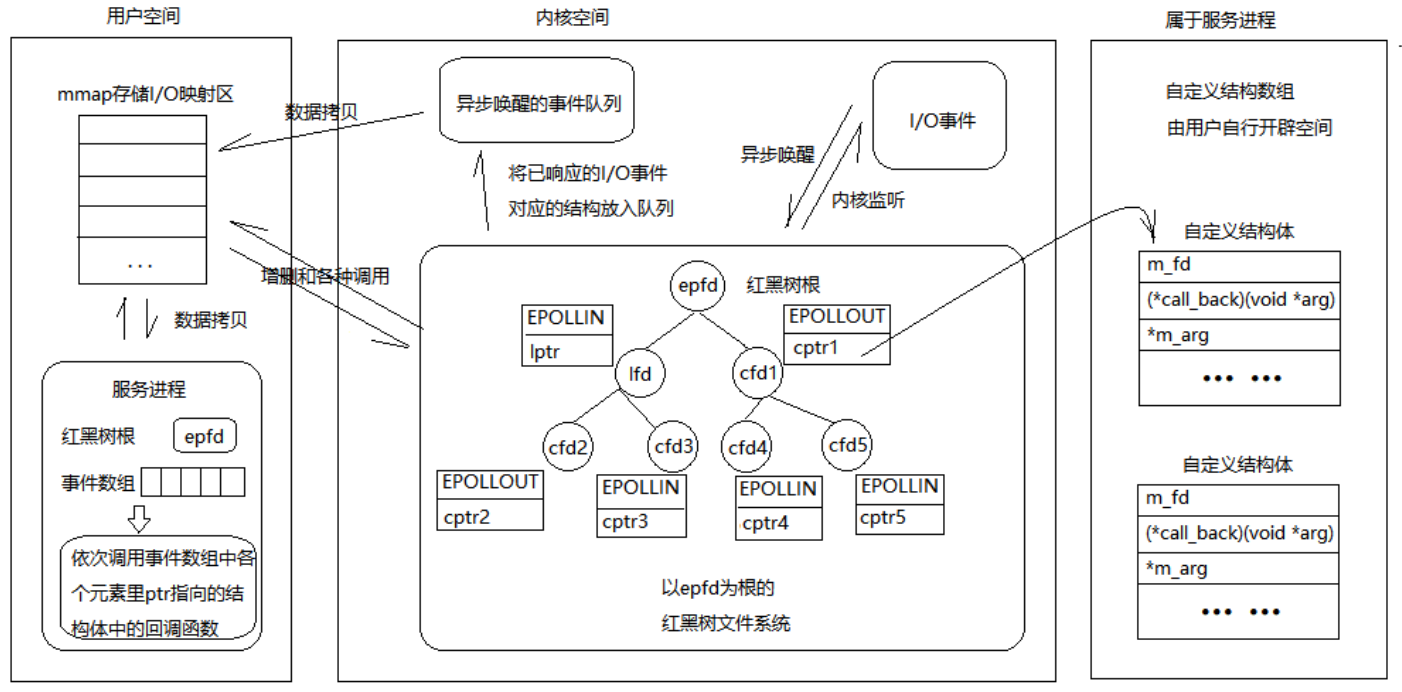 用户空间
内核空间
属于服务进程
mmap存储I/O映射区
...
数据拷贝
异步唤醒的事件队列
将已响应的I/O事件
对应的结构放入队列
I/O事件
异步唤醒
内核监听
增删和各种调用
数据拷贝
服务进程
红黑树根
epfd
事件数组
依次调用事件数组中各
个元素里ptr指向的结
构体中的回调函数
epfd
红黑树根
EPOLLIN
lptr
EPOLLOUT
cptr1
lfd
cfd1
cfd2
cfd3
cfd4
cfd5
EPOLLOUT
cptr2
EPOLLIN
cptr3
EPOLLIN
cptr4
EPOLLIN
cptr5
以epfd为根的
红黑树文件系统
自定义结构数组
由用户自行开辟空间
自定义结构体
m_fd
(*call_back)(void *arg)
*m_arg
••• •••
自定义结构体
m_fd
(*call_back)(void *arg)
*m_arg
••• •••